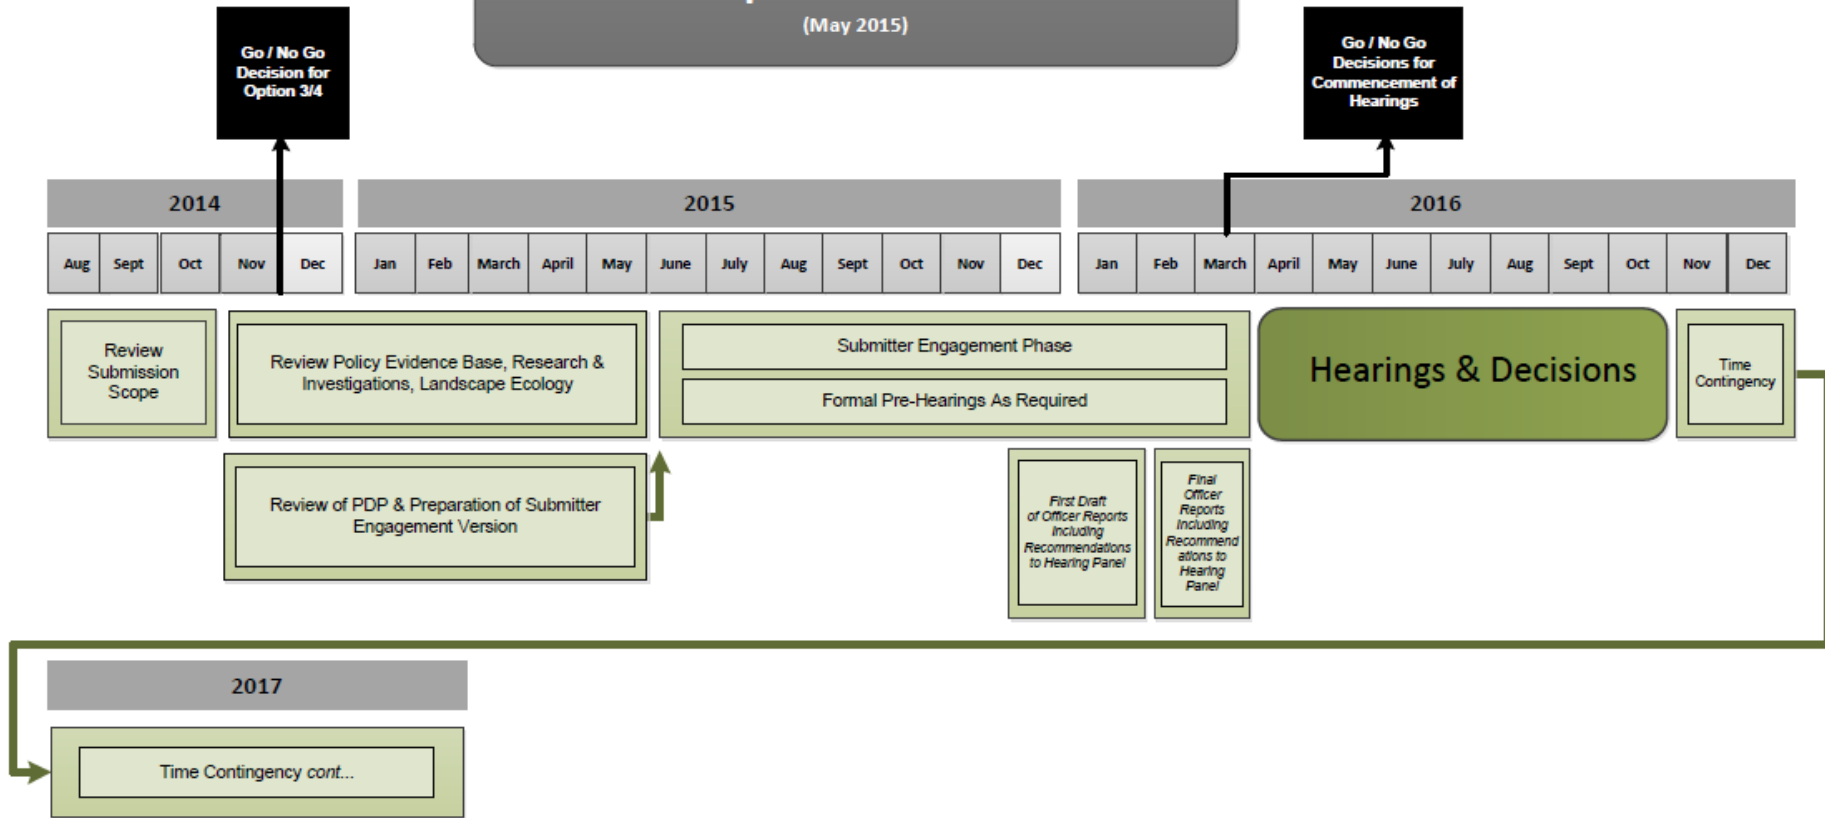 (May 2015)
Go / No Go
Decision for
Option 3/4
Go / No Go
Decisions for
Commencement of
Hearings
2014
2015
2016
Aug Sept Oct Nov Dec Jan Feb March April May June July Aug Sept Oct Nov Dec Jan Feb March April May June July Aug Sept Oct Nov Dec
Review
Submission
Scope
Review Policy Evidence Base, Research &
Investigations, Landscape Ecology
Submitter Engagement Phase
Formal Pre-Hearings As Required
Hearings & Decisions
Time
Contingency
Review of PDP & Preparation of Submitter
Engagement Version
First Draft
of Officer Reports
Including
Recommendations
to Hearing Panel
Final
Officer
Reports
Including
Recommend
ations to
Hearing
Panel
2017
Time Contingency cont...